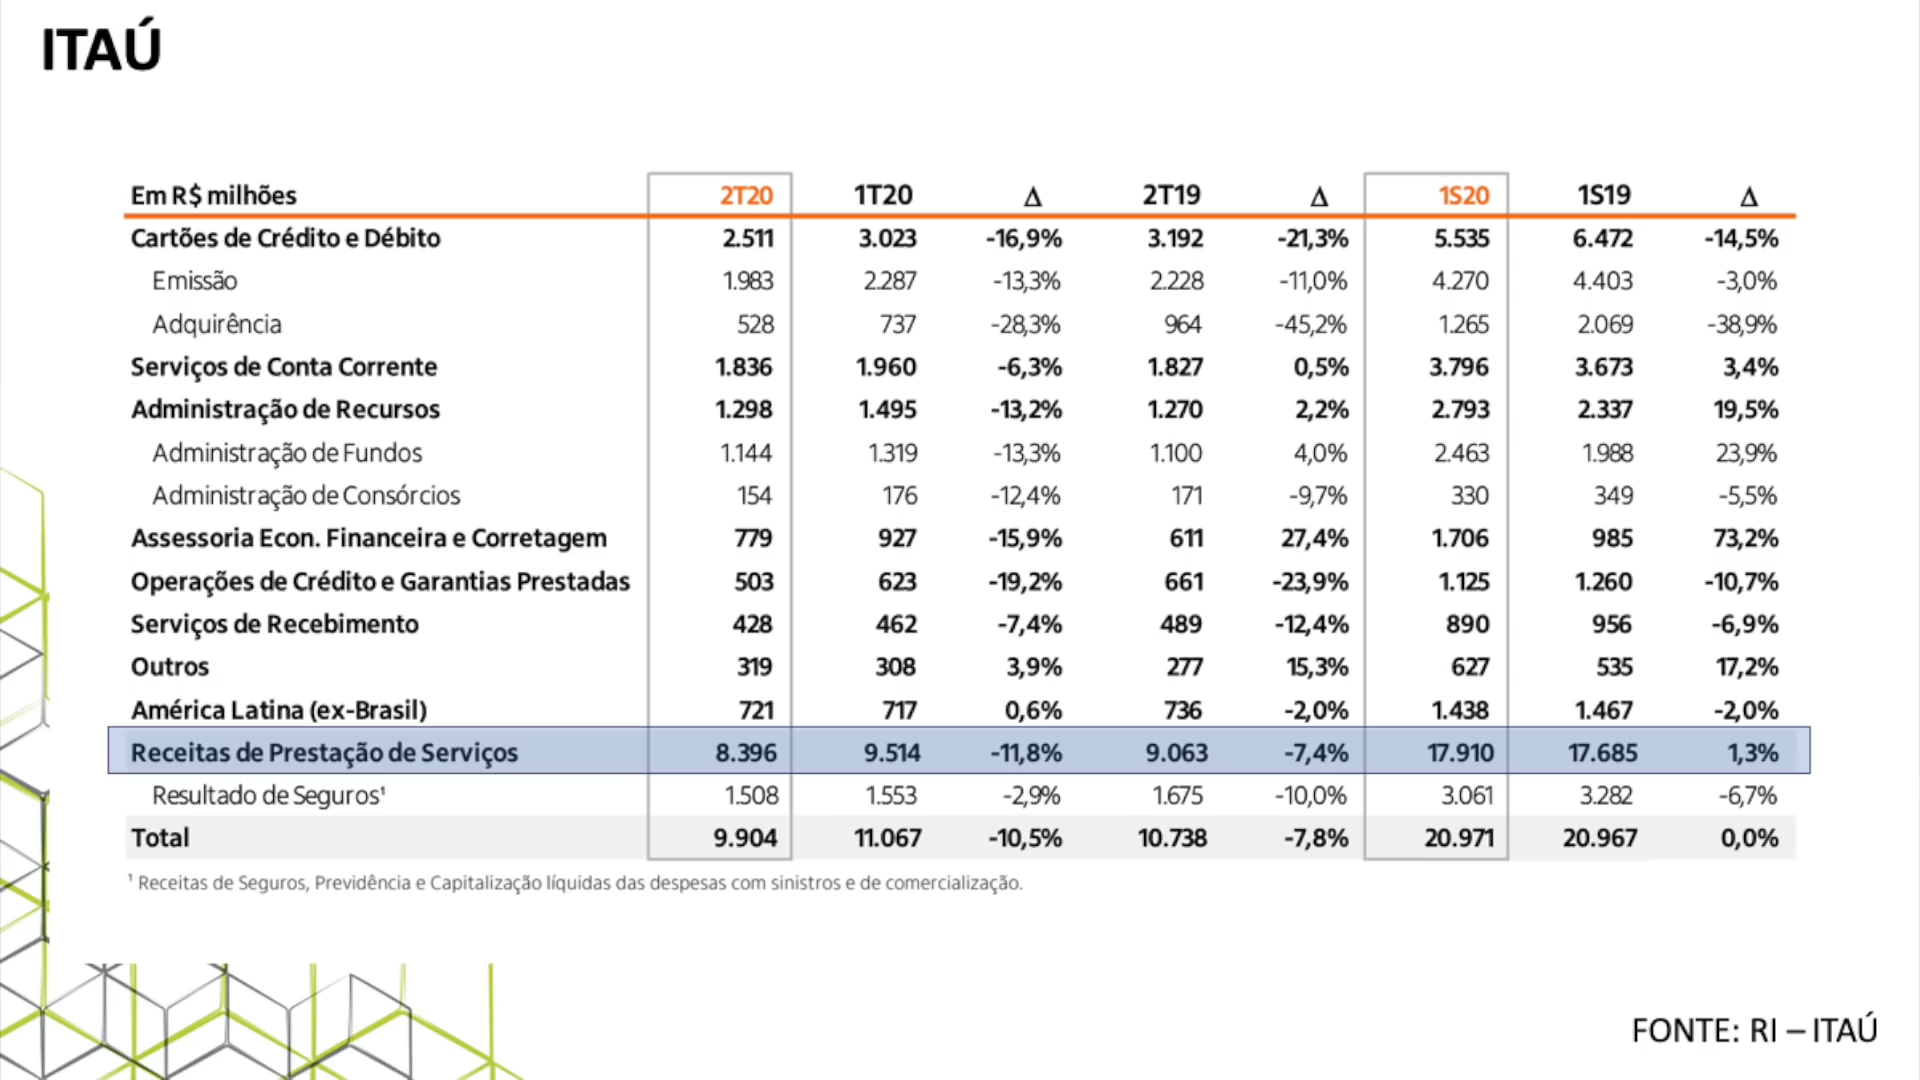 ITAÚ
Em R$ milhões 2T20 1T20 Δ 2T19 Δ 1S20 1S19 Δ
Cartões de Crédito e Débito 2.511 3.023 -16,9% 3.192 -21,3% 5.535 6.472 -14,5%
Emissão 1.983 2.287 -13,3% 2.228 -11,0% 4.270 4.403 -3,0%
Adquirência 528 737 -28,3% 964 -45,2% 1.265 2.069 -38,9%
Serviços de Conta Corrente 1.836 1.960 -6,3% 1.827 0,5% 3.796 3.673 3,4%
Administração de Recursos 1.298 1.495 -13,2% 1.270 2,2% 2.793 2.337 19,5%
Administração de Fundos 1.144 1.319 -13,3% 1.100 4,0% 2.463 1.988 23,9%
Administração de Consórcios 154 176 -12,4% 171 -9,7% 330 349 -5,5%
Assessoria Econ. Financeira e Corretagem 779 927 -15,9% 611 27,4% 1.706 985 73,2%
Operações de Crédito e Garantias Prestadas 503 623 -19,2% 661 -23,9% 1.125 1.260 -10,7%
Serviços de Recebimento 428 462 -7,4% 489 -12,4% 890 956 -6,9%
Outros 319 308 3,9% 277 15,3% 627 535 17,2%
América Latina (ex-Brasil) 721 717 0,6% 736 -2,0% 1.438 1.467 -2,0%
Receitas de Prestação de Serviços 8.396 9.514 -11,8% 9.063 -7,4% 17.910 17.685 1,3%
Resultado de Seguros¹ 1.508 1.553 -2,9% 1.675 -10,0% 3.061 3.282 -6,7%
Total 9.904 11.067 -10,5% 10.738 -7,8% 20.971 20.967 0,0%
¹ Receitas de Seguros, Previdência e Capitalização líquidas das despesas com sinistros e de comercialização.
FONTE: RI – ITAÚ